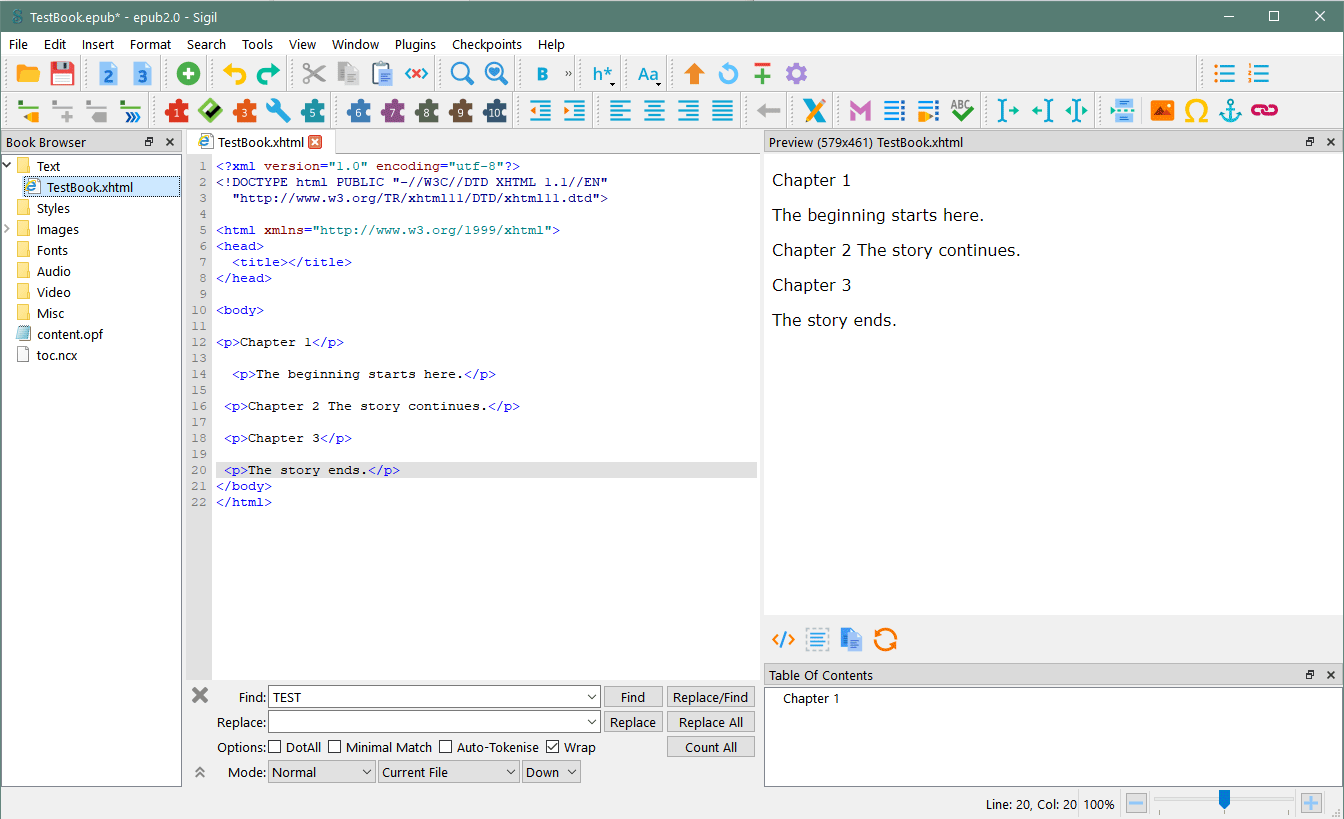 TestBook.epub* - epub2.0 - Sigil
File Edit Insert Format Search Tools View Window Plugins Checkpoints Help
2 3 B » h* Aa
1 3 5 6 7 8 9 10 ABC
Book Browser
Text
TestBook.xhtml
Styles
Images
Fonts
Audio
Video
Misc
content.opf
toc.ncx
TestBook.xhtml
1 <?xml version="1.0" encoding="utf-8"?>
2 <!DOCTYPE html PUBLIC "-//W3C//DTD XHTML 1.1//EN"
3 "http://www.w3.org/TR/xhtml11/DTD/xhtml11.dtd">
4
5 <html xmlns="http://www.w3.org/1999/xhtml">
6 <head>
7 <title></title>
8 </head>
9
10 <body>
11
12 <p>Chapter 1</p>
13
14 <p>The beginning starts here.</p>
15
16 <p>Chapter 2 The story continues.</p>
17
18 <p>Chapter 3</p>
19
20 <p>The story ends.</p>
21 </body>
22 </html>
Find: TEST Find Replace/Find
Replace: Replace Replace All
Options: DotAll Minimal Match Auto-Tokenise Wrap Count All
Mode: Normal Current File Down
Preview (579x461) TestBook.xhtml
Chapter 1
The beginning starts here.
Chapter 2 The story continues.
Chapter 3
The story ends.
Table Of Contents
Chapter 1
Line: 20, Col: 20 100%